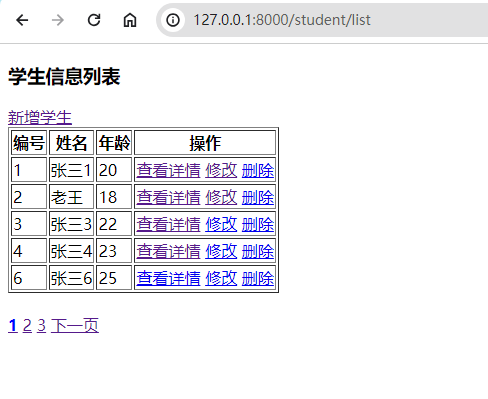 127.0.0.1:8000/student/list
学生信息列表
新增学生
编号 姓名 年龄 操作
1 张三1 20 查看详情 修改 删除
2 老王 18 查看详情 修改 删除
3 张三3 22 查看详情 修改 删除
4 张三4 23 查看详情 修改 删除
6 张三6 25 查看详情 修改 删除
1 2 3 下一页